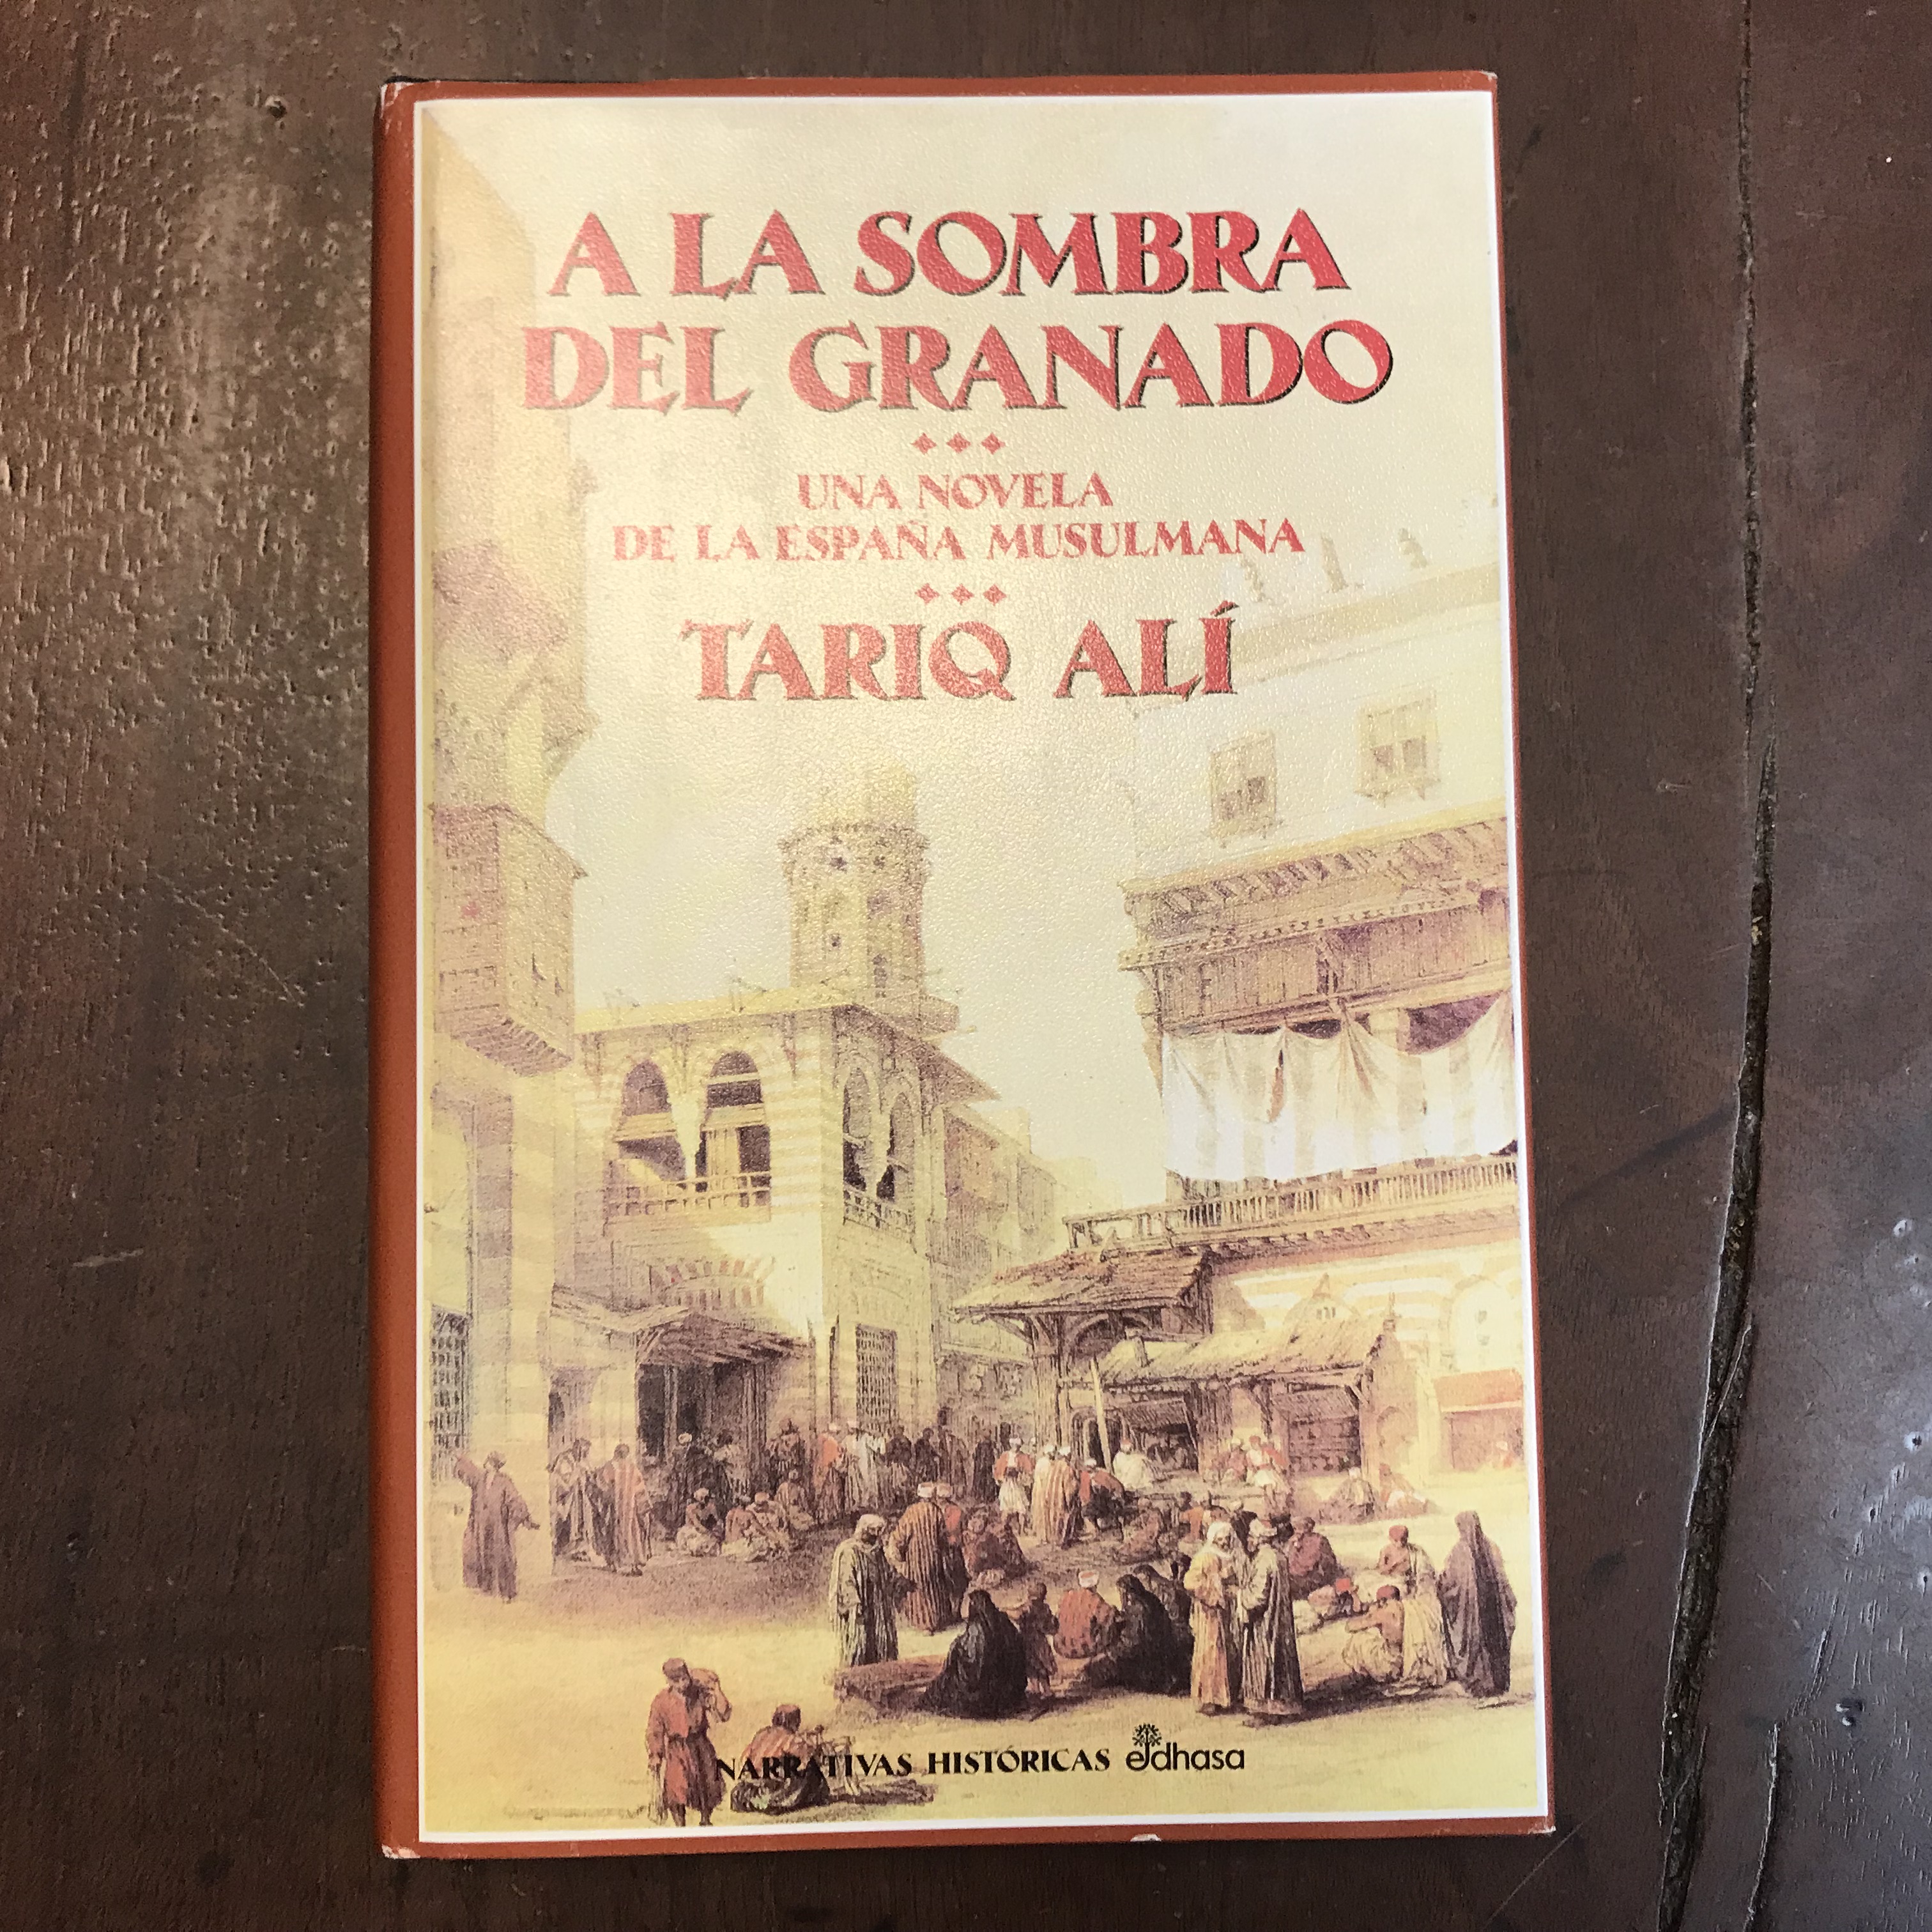 A LA SOMBRA
DEL GRANADO
UNA NOVELA
DE LA ESPAÑA MUSULMANA
TARIQ ALÍ
NARRATIVAS HISTÓRICAS edhasa